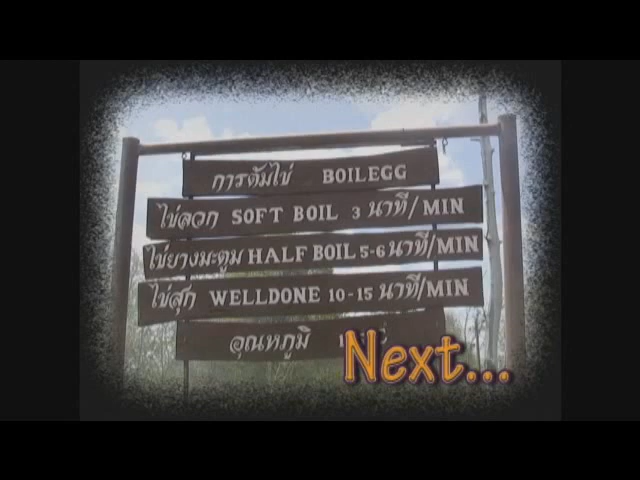 การต้มไข่ BOILEGG
ไข่ลวก SOFT BOIL 3 นาที/MIN
ไข่ยางมะตูม HALF BOIL 5-6 นาที/MIN
ไข่สุก WELLDONE 10-15 นาที/MIN
อุณหภูมิ
Next...